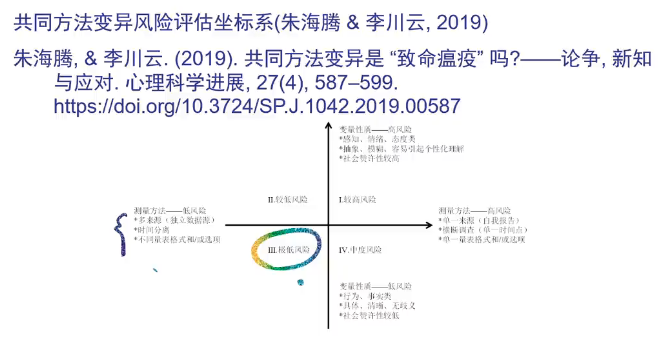 共同方法变异风险评估坐标系(朱海腾 & 李川云, 2019)
朱海腾, & 李川云. (2019). 共同方法变异是 “致命瘟疫” 吗?——论争, 新知
与应对. 心理科学进展, 27(4), 587–599.
https://doi.org/10.3724/SP.J.1042.2019.00587
变量性质——高风险
*感知、情绪、态度类
*抽象、模糊、容易引起个性化理解
*社会赞许性较高
II.较低风险
I.较高风险
测量方法——低风险
*多来源（独立数据源）
*时间分离
*不同量表格式和/或选项
测量方法——高风险
*单一来源（自我报告）
*横断调查（单一时间点）
*单一量表格式和/或选项
III.极低风险
IV.中度风险
变量性质——低风险
*行为、事实类
*具体、清晰、无歧义
*社会赞许性较低